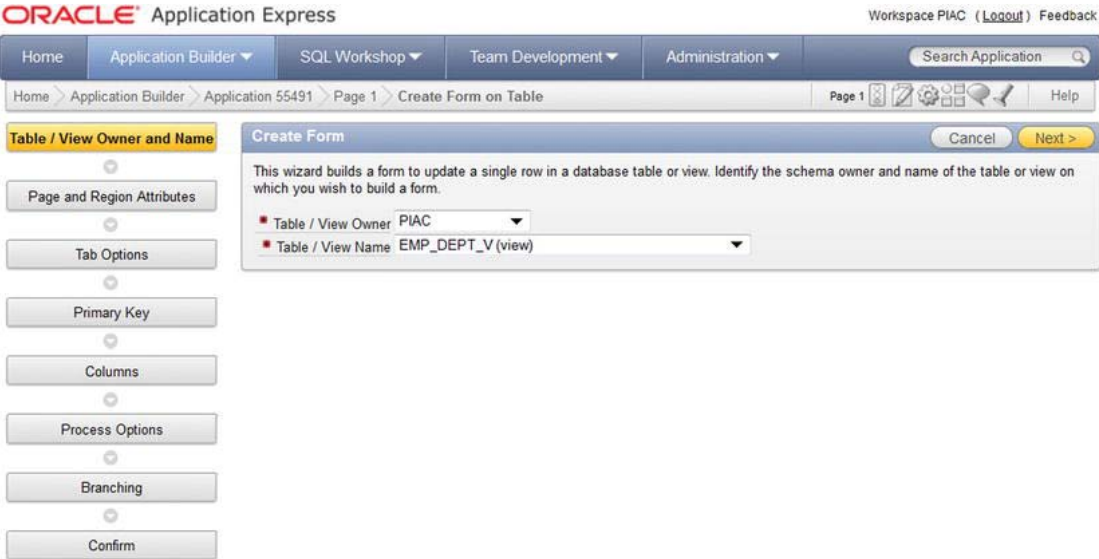 ORACLE Application Express
Workspace PIAC ( Logout ) Feedback
Home Application Builder SQL Workshop Team Development Administration Search Application
Home Application Builder Application 55491 Page 1 Create Form on Table Page 1 Help
Table / View Owner and Name
Page and Region Attributes
Tab Options
Primary Key
Columns
Process Options
Branching
Confirm
Create Form Cancel Next >
This wizard builds a form to update a single row in a database table or view. Identify the schema owner and name of the table or view on
which you wish to build a form.
Table / View Owner PIAC
Table / View Name EMP_DEPT_V (view)